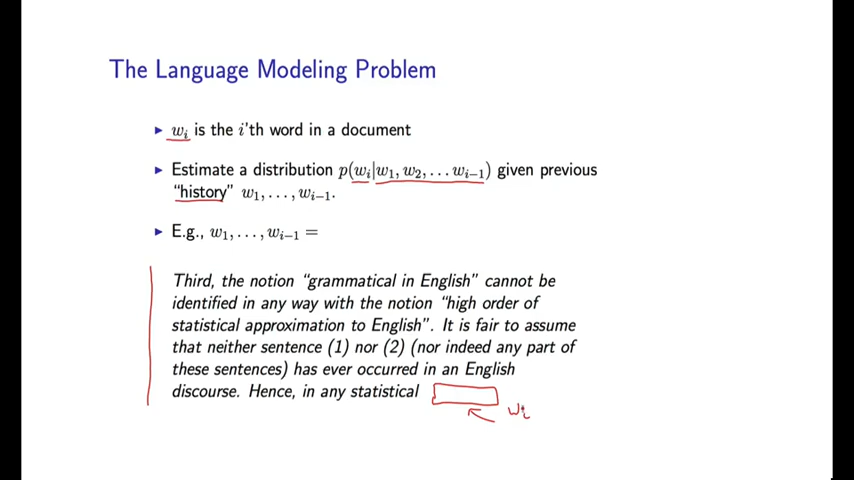 The Language Modeling Problem
▶ wᵢ is the i'th word in a document
▶ Estimate a distribution p(wᵢ|w₁, w₂, . . . wᵢ₋₁) given previous
“history” w₁, . . . , wᵢ₋₁.
▶ E.g., w₁, . . . , wᵢ₋₁ =
Third, the notion “grammatical in English” cannot be
identified in any way with the notion “high order of
statistical approximation to English”. It is fair to assume
that neither sentence (1) nor (2) (nor indeed any part of
these sentences) has ever occurred in an English
discourse. Hence, in any statistical
wᵢ